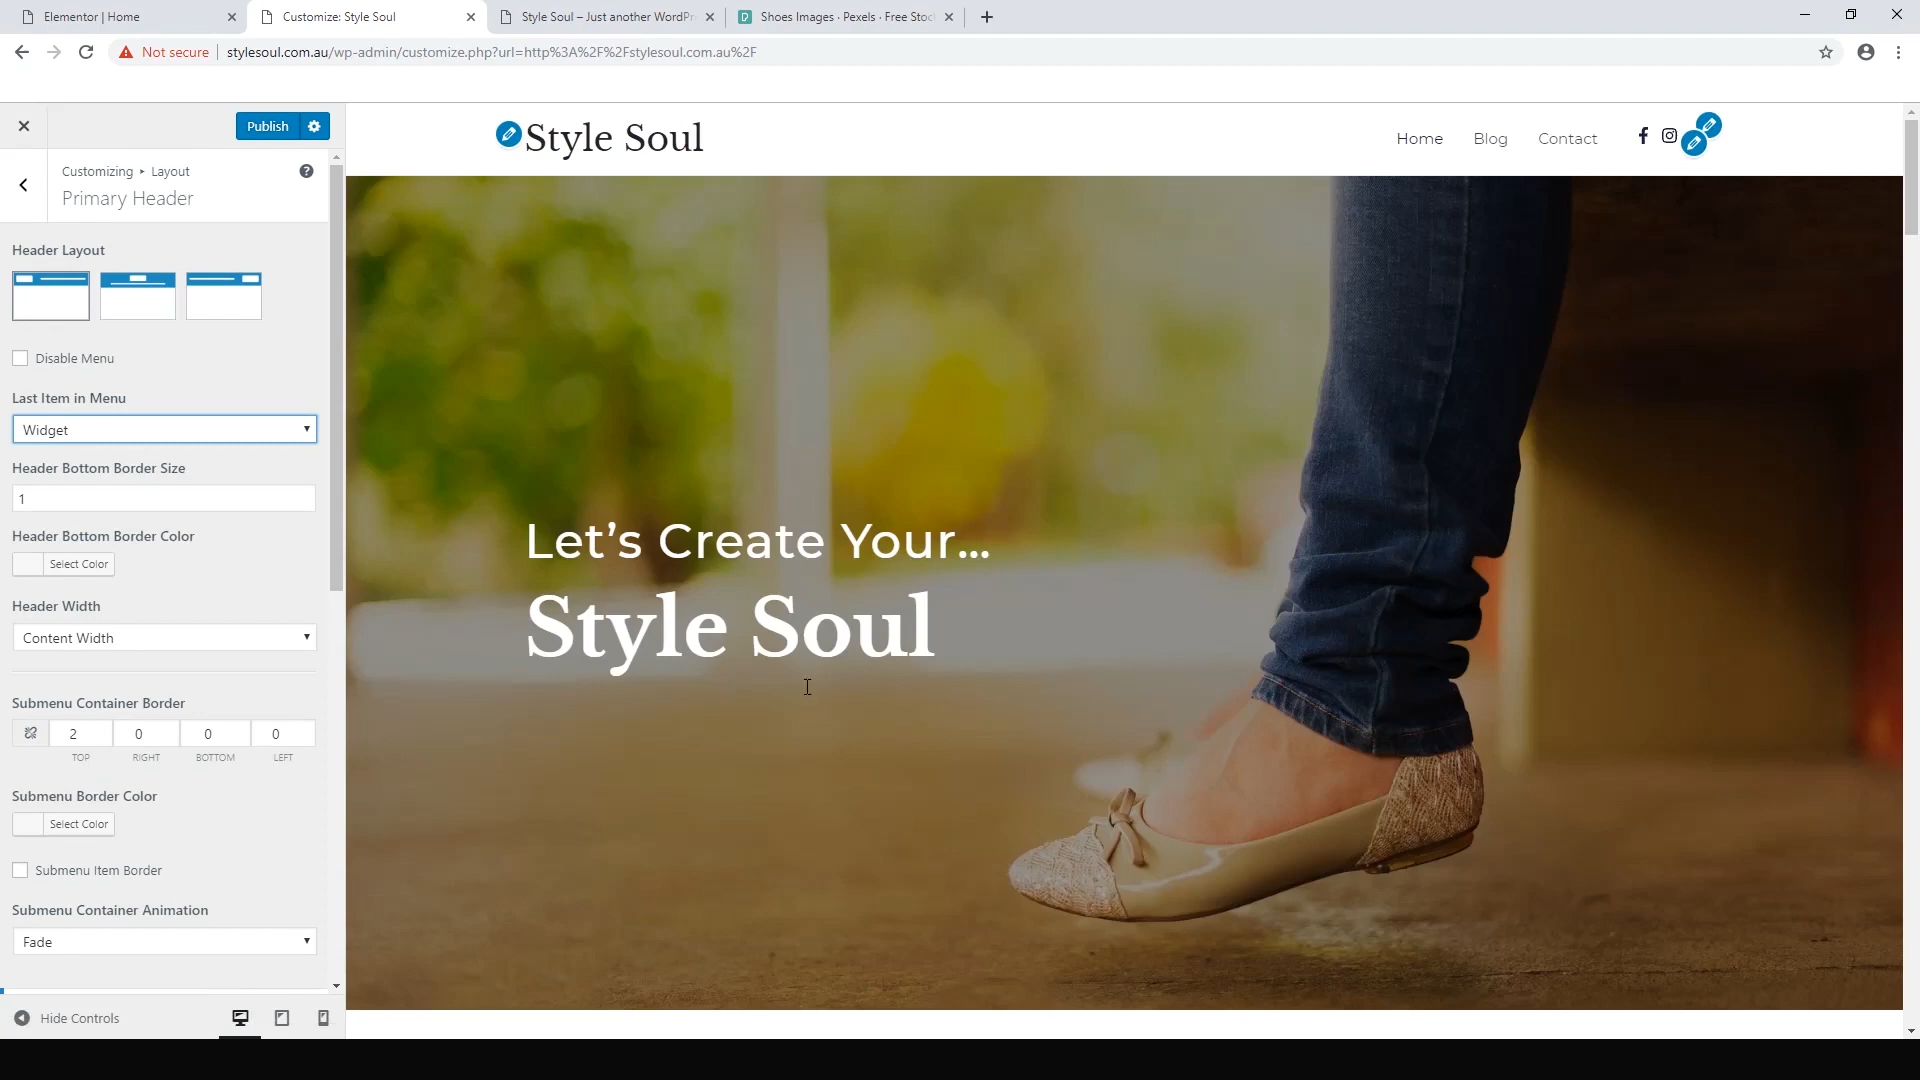 Elementor | Home
Customize: Style Soul
Style Soul – Just another WordPr
Shoes Images · Pexels · Free Stoc
Not secure
stylesoul.com.au/wp-admin/customize.php?url=http%3A%2F%2Fstylesoul.com.au%2F
Publish
Customizing ▸ Layout
Primary Header
Header Layout
Disable Menu
Last Item in Menu
Widget
Header Bottom Border Size
1
Header Bottom Border Color
Select Color
Header Width
Content Width
Submenu Container Border
2 0 0 0
TOP RIGHT BOTTOM LEFT
Submenu Border Color
Select Color
Submenu Item Border
Submenu Container Animation
Fade
Hide Controls
Style Soul
Home Blog Contact
Let’s Create Your...
Style Soul